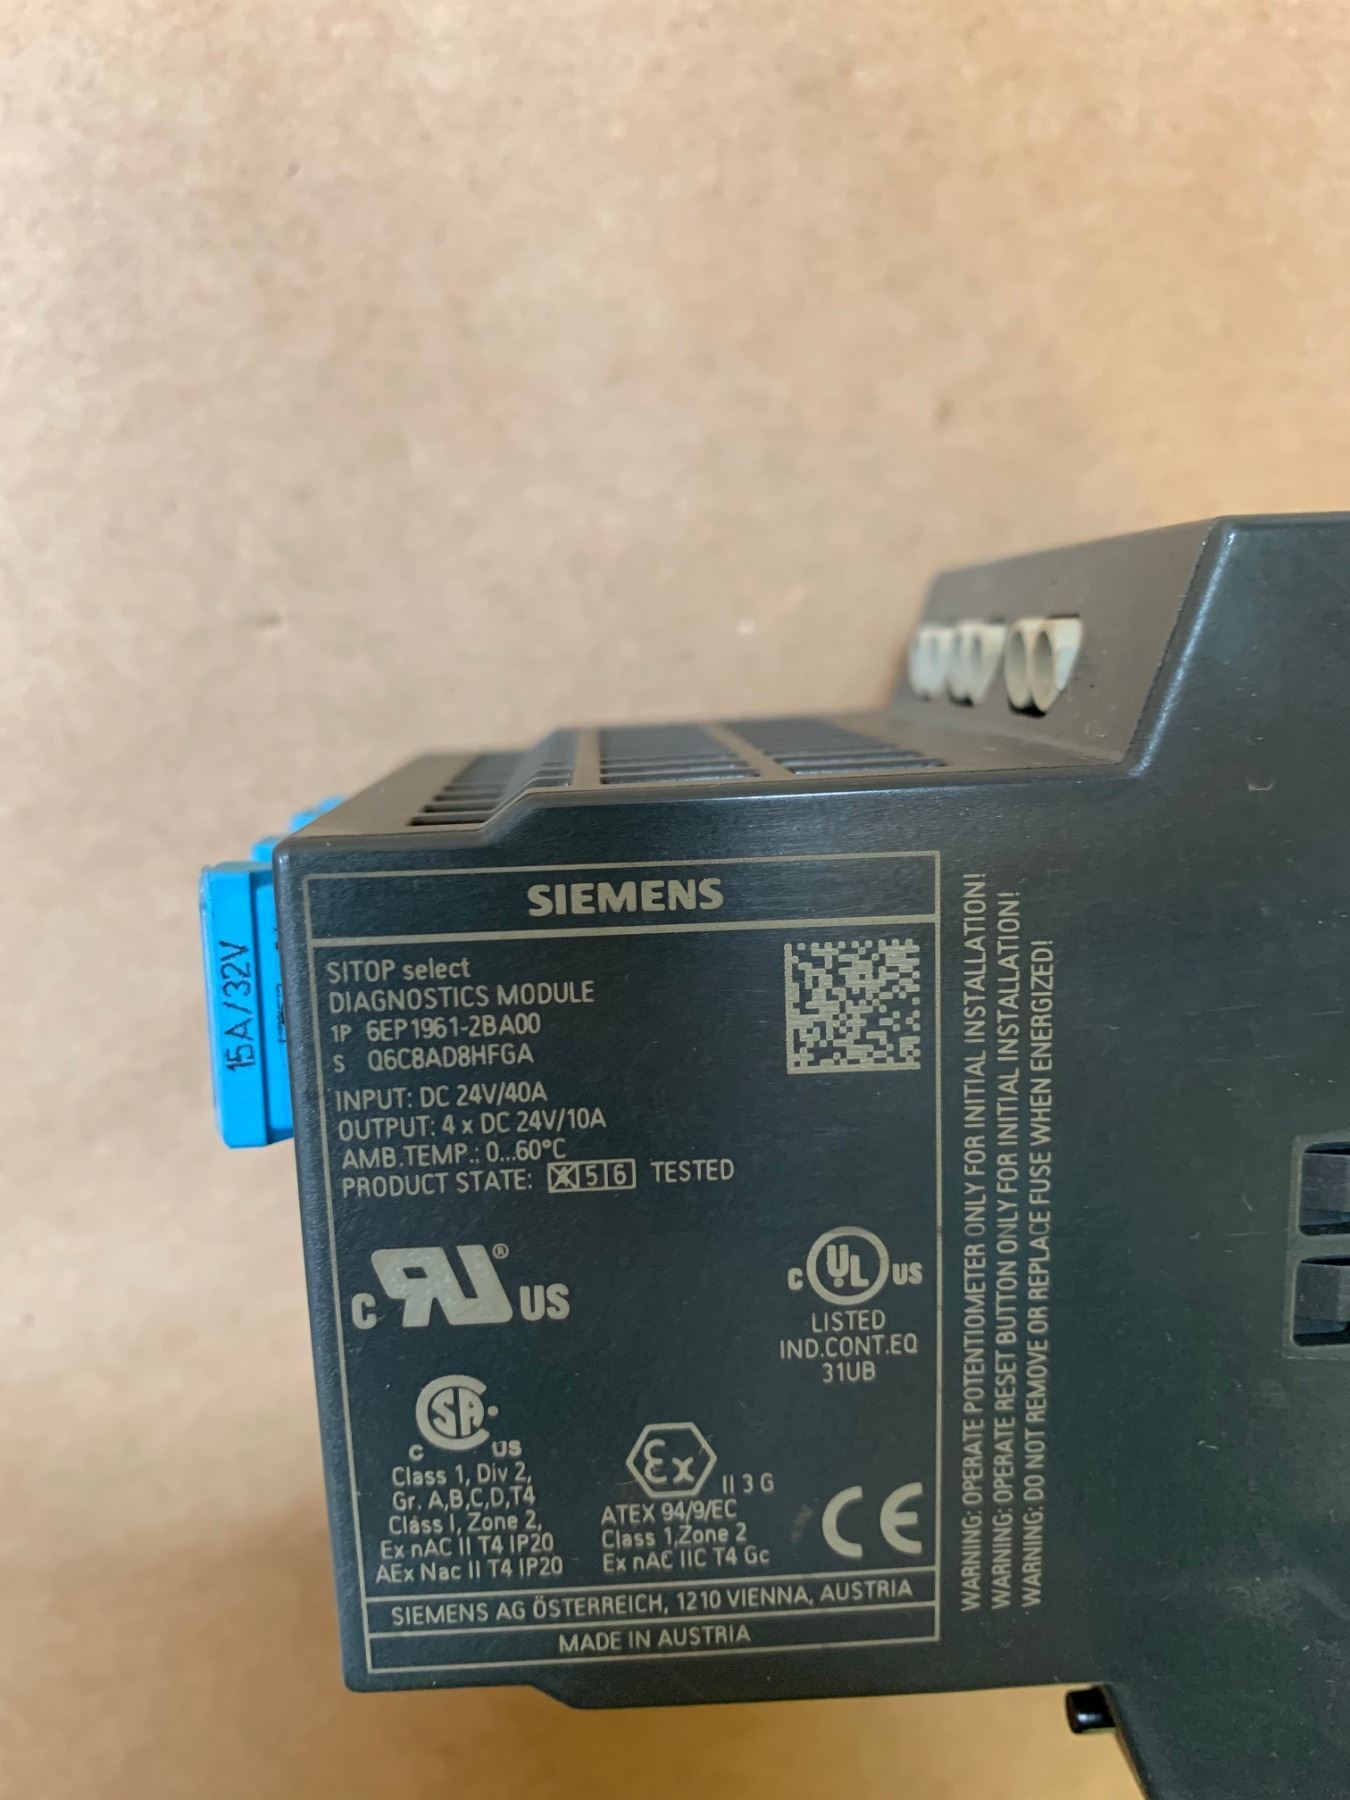 SIEMENS
SITOP select
DIAGNOSTICS MODULE
1P 6EP1961-2BA00
S Q6C8AD8HFGA
INPUT: DC 24V/40A
OUTPUT: 4 x DC 24V/10A
AMB.TEMP.: 0...60°C
PRODUCT STATE: X 5 6 TESTED
c RU ® US
c UL US
LISTED
IND.CONT.EQ
31UB
SA
c US
Class 1, Div 2,
Gr. A,B,C,D,T4
Class I, Zone 2,
Ex nAC II T4 IP20
AEx Nac II T4 IP20
Ex II 3 G
ATEX 94/9/EC
Class 1,Zone 2
Ex nAC IIC T4 Gc
CE
SIEMENS AG ÖSTERREICH, 1210 VIENNA, AUSTRIA
MADE IN AUSTRIA
WARNING: OPERATE POTENTIOMETER ONLY FOR INITIAL INSTALLATION!
WARNING: OPERATE RESET BUTTON ONLY FOR INITIAL INSTALLATION!
WARNING: DO NOT REMOVE OR REPLACE FUSE WHEN ENERGIZED!
15A/32V